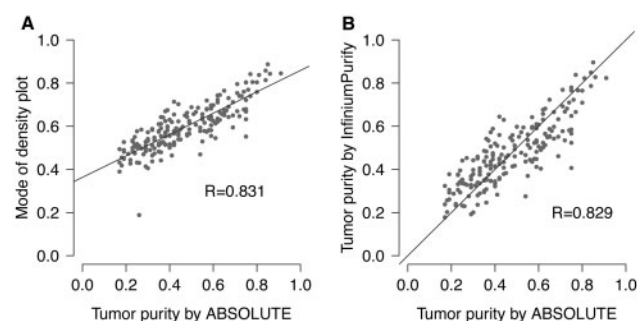 A
1.0
0.8
0.6
0.4
0.2
0.0
Mode of density plot
R=0.831
0.0 0.2 0.4 0.6 0.8 1.0
Tumor purity by ABSOLUTE
B
1.0
0.8
0.6
0.4
0.2
0.0
Tumor purity by InfiniumPurify
R=0.829
0.0 0.2 0.4 0.6 0.8 1.0
Tumor purity by ABSOLUTE